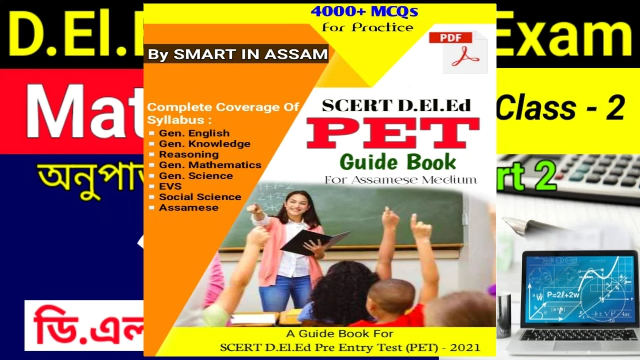 D.El.
Exam
Mat
Class - 2
অনুপা
rt 2
ডি.এল
4000+ MCQs
For Practice
PDF
By SMART IN ASSAM
Complete Coverage Of
Syllabus :
Gen. English
Gen. Knowledge
Reasoning
Gen. Mathematics
Gen. Science
EVS
Social Science
Assamese
SCERT D.El.Ed
PET
Guide Book
For Assamese Medium
P=2f+2w
A Guide Book For
SCERT D.El.Ed Pre Entry Test (PET) - 2021